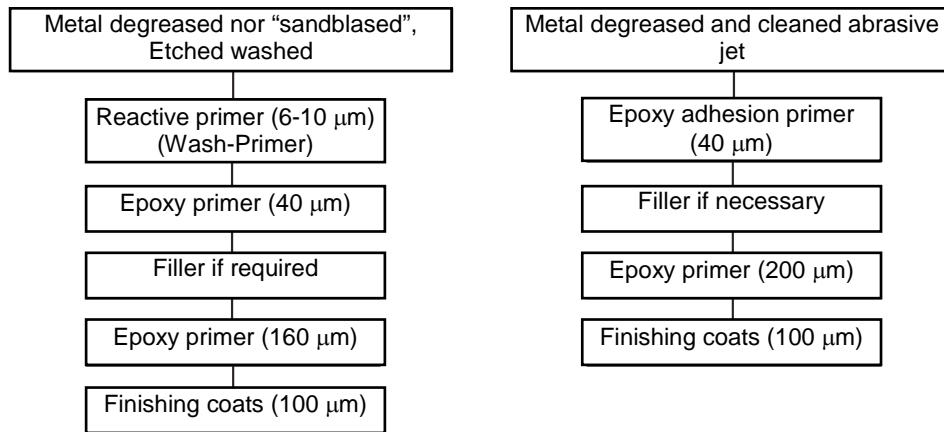 Metal degreased nor “sandblased”,
Etched washed
Reactive primer (6-10 μm)
(Wash-Primer)
Epoxy primer (40 μm)
Filler if required
Epoxy primer (160 μm)
Finishing coats (100 μm)
Metal degreased and cleaned abrasive
jet
Epoxy adhesion primer
(40 μm)
Filler if necessary
Epoxy primer (200 μm)
Finishing coats (100 μm)